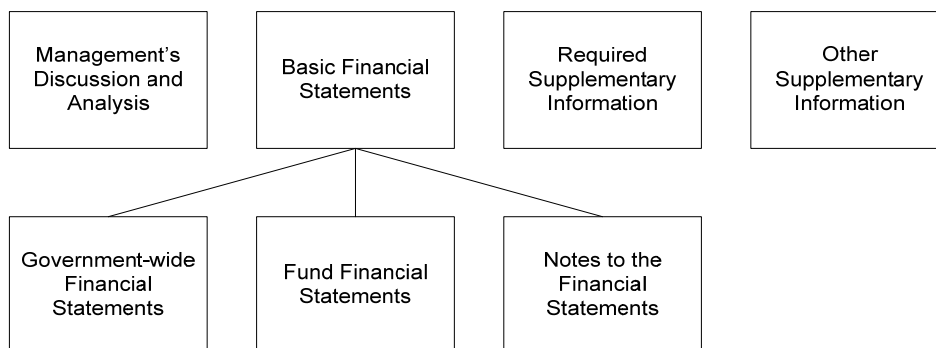 Management’s
Discussion and
Analysis
Basic Financial
Statements
Required
Supplementary
Information
Other
Supplementary
Information
Government-wide
Financial
Statements
Fund Financial
Statements
Notes to the
Financial
Statements